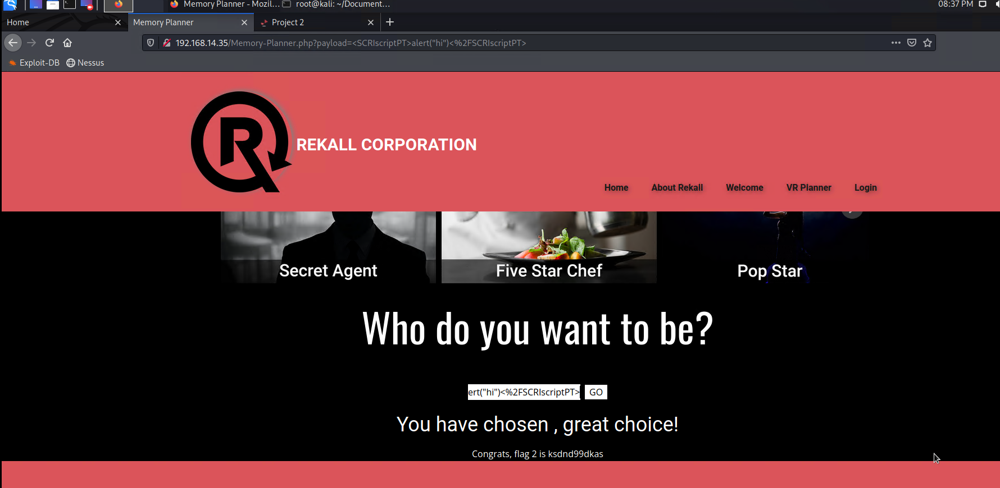 Memory Planner - Mozil... root@kali: ~/Document... 08:37 PM
Home Memory Planner Project 2
192.168.14.35/Memory-Planner.php?payload=<SCRIscriptPT>alert("hi")<%2FSCRIscriptPT>
Exploit-DB Nessus
R
REKALL CORPORATION
Home About Rekall Welcome VR Planner Login
Secret Agent Five Star Chef Pop Star
Who do you want to be?
ert("hi")<%2FSCRIscriptPT> GO
You have chosen , great choice!
Congrats, flag 2 is ksdnd99dkas